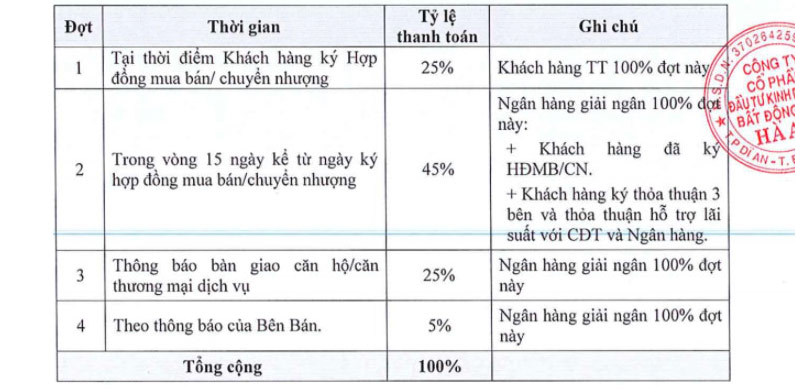 Đợt
Thời gian
Tỷ lệ
thanh toán
Ghi chú
1
Tại thời điểm Khách hàng ký Hợp
đồng mua bán/ chuyển nhượng
25%
Khách hàng TT 100% đợt này
2
Trong vòng 15 ngày kể từ ngày ký
hợp đồng mua bán/chuyển nhượng
45%
Ngân hàng giải ngân 100% đợt
này:
+ Khách hàng đã ký
HĐMB/CN.
+ Khách hàng ký thỏa thuận 3
bên và thỏa thuận hỗ trợ lãi
suất với CĐT và Ngân hàng.
3
Thông báo bàn giao căn hộ/căn
thương mại dịch vụ
25%
Ngân hàng giải ngân 100% đợt
này
4
Theo thông báo của Bên Bán.
5%
Ngân hàng giải ngân 100% đợt
này
Tổng cộng
100%
S.D.N. 37028425
CÔNG TY
CỔ PHẦ
ĐẦU TƯ KINH
BẤT ĐỘNG
HÀ A
T.P DĨ AN - T.